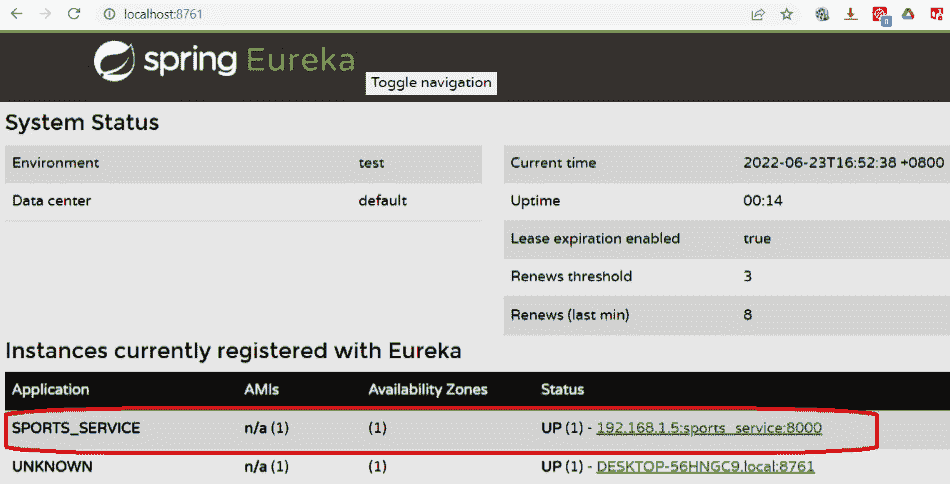 localhost:8761
0
spring Eureka
Toggle navigation
System Status
Environment test
Data center default
Current time 2022-06-23T16:52:38 +0800
Uptime 00:14
Lease expiration enabled true
Renews threshold 3
Renews (last min) 8
Instances currently registered with Eureka
Application AMIs Availability Zones Status
SPORTS_SERVICE n/a (1) (1) UP (1) - 192.168.1.5:sports_service:8000
UNKNOWN n/a (1) (1) UP (1) - DESKTOP-56HNGC9.local:8761